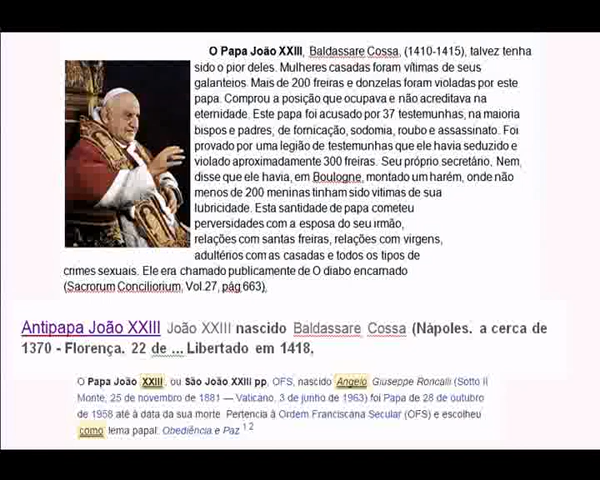 O Papa João XXIII, Baldassare Cossa, (1410-1415), talvez tenha
sido o pior deles. Mulheres casadas foram vítimas de seus
galanteios. Mais de 200 freiras e donzelas foram violadas por este
papa. Comprou a posição que ocupava e não acreditava na
eternidade. Este papa foi acusado por 37 testemunhas, na maioria
bispos e padres, de fornicação, sodomia, roubo e assassinato. Foi
provado por uma legião de testemunhas que ele havia seduzido e
violado aproximadamente 300 freiras. Seu próprio secretário, Nem,
disse que ele havia, em Boulogne, montado um harém, onde não
menos de 200 meninas tinham sido vitimas de sua
lubricidade. Esta santidade de papa cometeu
perversidades com a esposa do seu irmão,
relações com santas freiras, relações com virgens,
adultérios com as casadas e todos os tipos de
crimes sexuais. Ele era chamado publicamente de O diabo encarnado
(Sacrorum Conciliorium, Vol.27, pág 663),
Antipapa João XXIII João XXIII nascido Baldassare Cossa (Nápoles. a cerca de
1370 - Florença. 22 de ... Libertado em 1418,
O Papa João XXIII, ou São João XXIII pp, OFS, nascido Angelo Giuseppe Roncalli (Sotto il
Monte, 25 de novembro de 1881 — Vaticano, 3 de junho de 1963) foi Papa de 28 de outubro
de 1958 até à data da sua morte. Pertencia à Ordem Franciscana Secular (OFS) e escolheu
como lema papal: Obediência e Paz 1 2